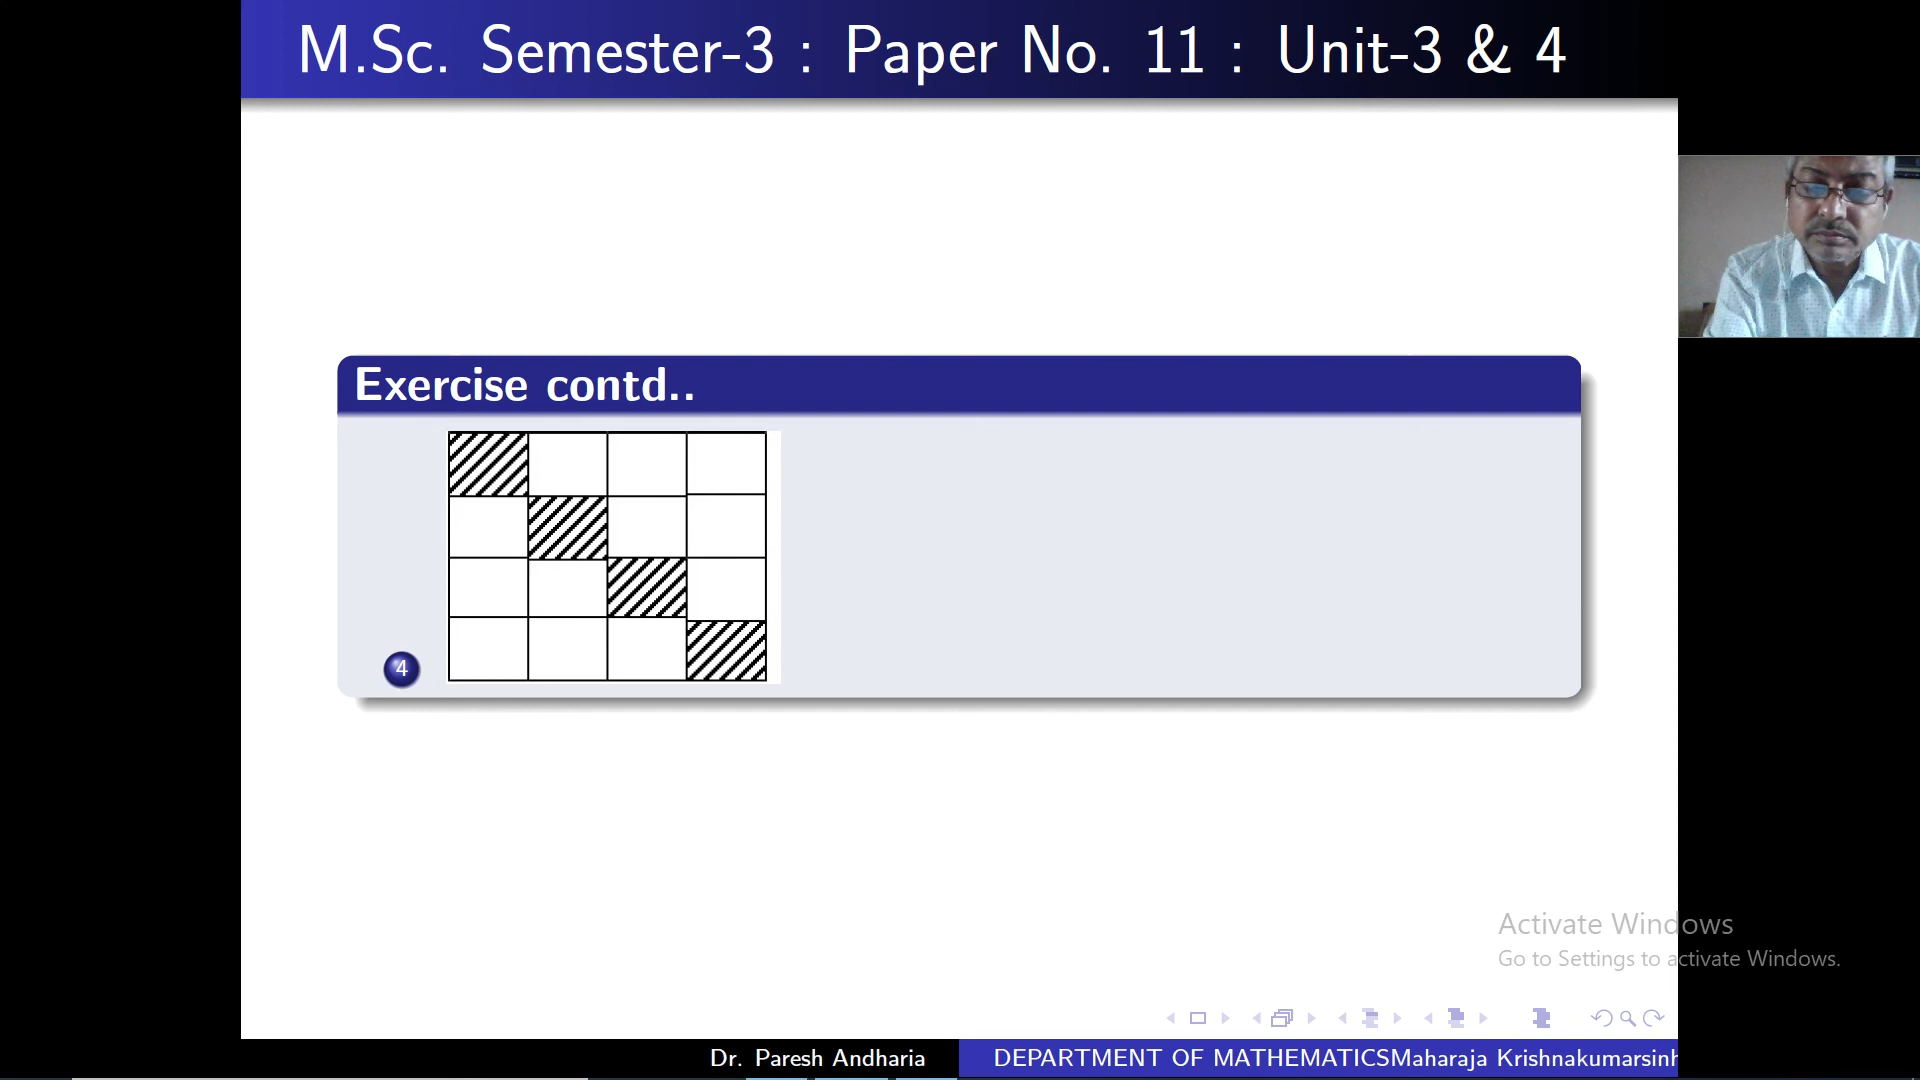 M.Sc. Semester-3 : Paper No. 11 : Unit-3 & 4
Exercise contd..
4
Activate Windows
Go to Settings to activate Windows.
Dr. Paresh Andharia
DEPARTMENT OF MATHEMATICSMaharaja Krishnakumarsinh